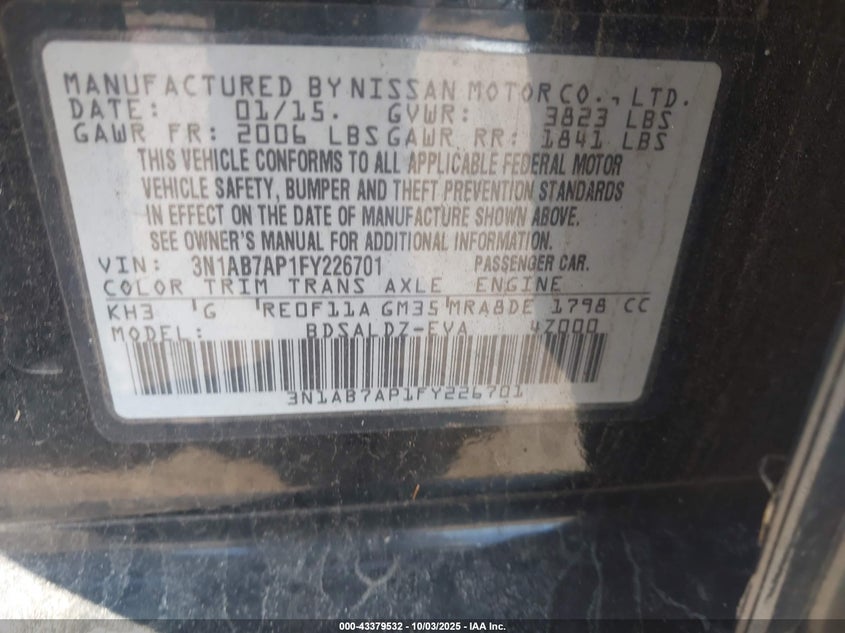 MANUFACTURED BY NISSAN MOTOR CO., LTD.
DATE: 01/15. GVWR: 3823 LBS
GAWR FR: 2006 LBS GAWR RR: 1841 LBS
THIS VEHICLE CONFORMS TO ALL APPLICABLE FEDERAL MOTOR
VEHICLE SAFETY, BUMPER AND THEFT PREVENTION STANDARDS
IN EFFECT ON THE DATE OF MANUFACTURE SHOWN ABOVE.
SEE OWNER'S MANUAL FOR ADDITIONAL INFORMATION.
VIN: 3N1AB7AP1FY226701 PASSENGER CAR.
COLOR TRIM TRANS AXLE ENGINE
KH3 G RE0F11A GM35 MRA8DE 1798 CC
MODEL: BDSALDZ-EVA 4Z000
3N1AB7AP1FY226701
000-43379532 - 10/03/2025 - IAA Inc.